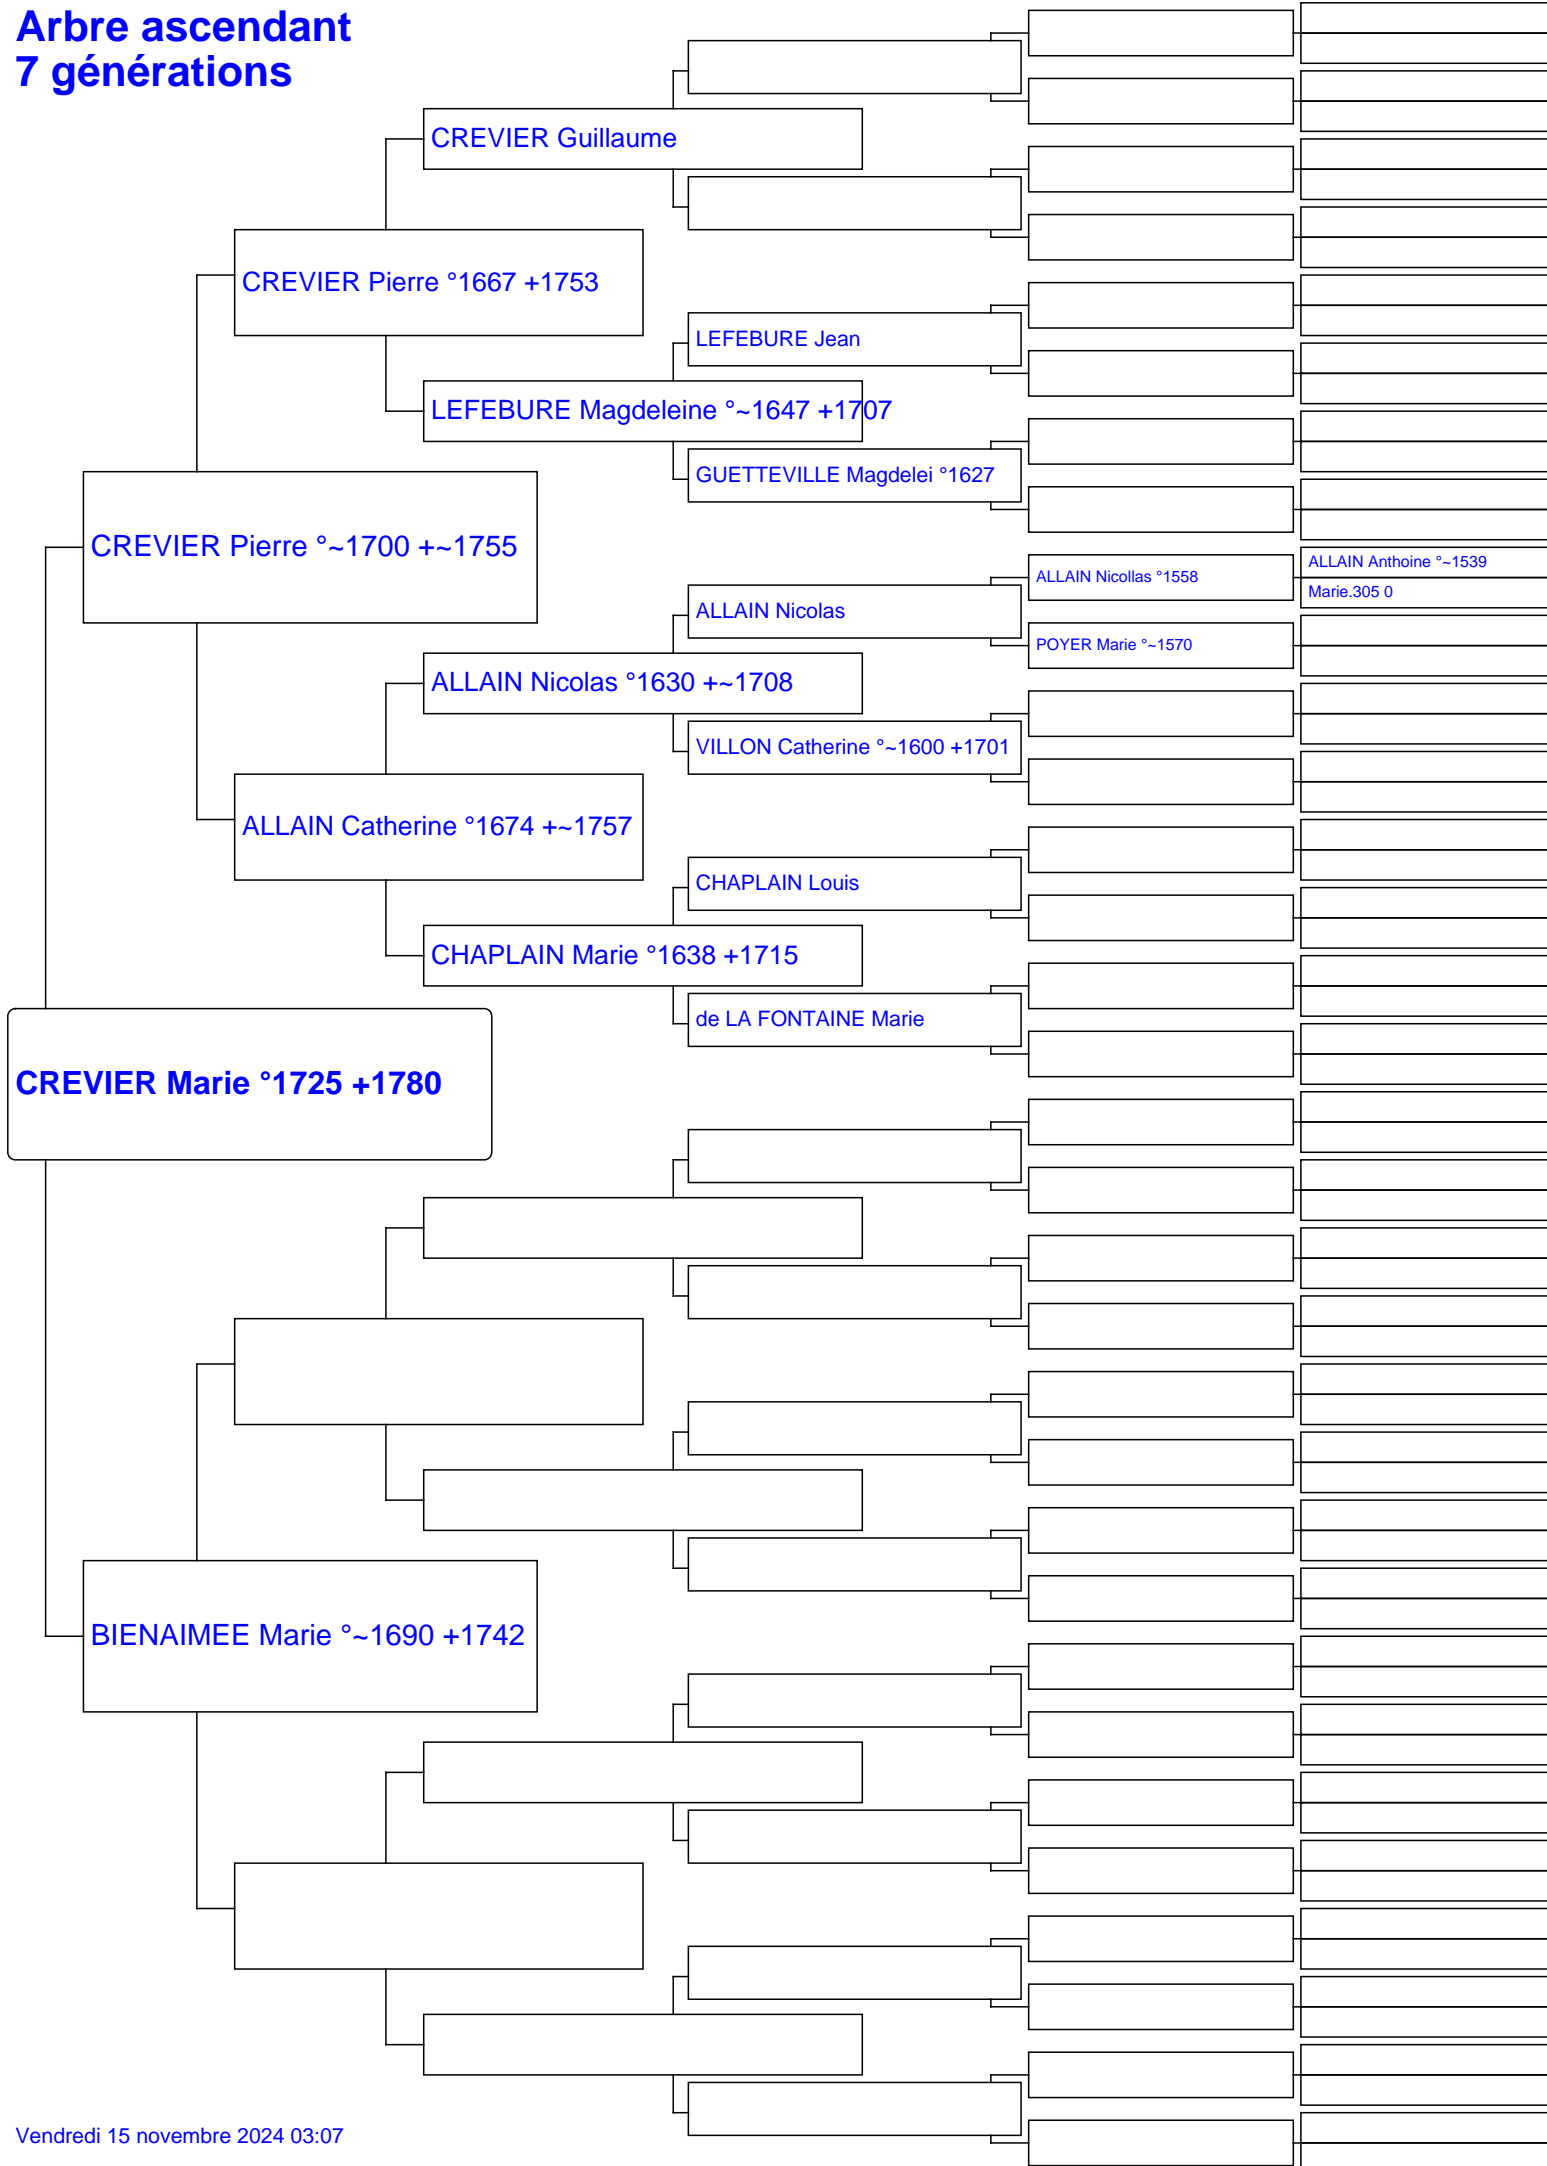 Arbre ascendant
7 générations
CREVIER Guillaume
CREVIER Pierre °1667 +1753
LEFEBURE Jean
LEFEBURE Magdeleine °~1647 +1707
GUETTEVILLE Magdelei °1627
CREVIER Pierre °~1700 +~1755
ALLAIN Anthoine °~1539
ALLAIN Nicollas °1558
Marie.305 0
ALLAIN Nicolas
POYER Marie °~1570
ALLAIN Nicolas °1630 +~1708
VILLON Catherine °~1600 +1701
ALLAIN Catherine °1674 +~1757
CHAPLAIN Louis
CHAPLAIN Marie °1638 +1715
de LA FONTAINE Marie
CREVIER Marie °1725 +1780
BIENAIMEE Marie °~1690 +1742
Vendredi 15 novembre 2024 03:07